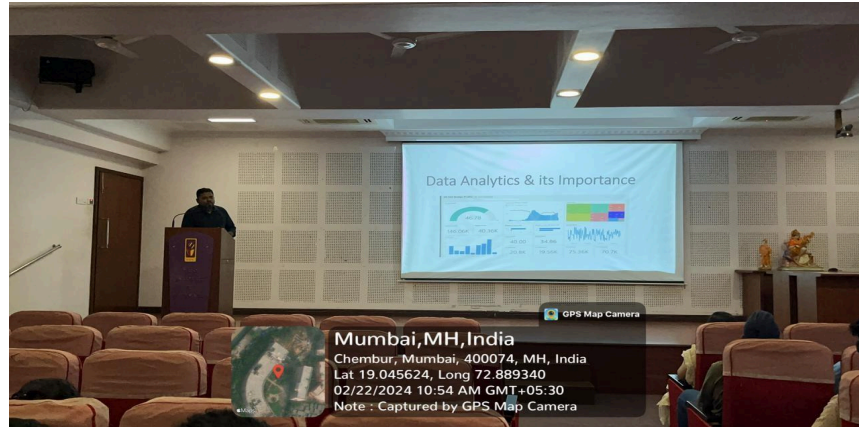 Data Analytics & its Importance
GPS Map Camera
Mumbai,MH,India
Chembur, Mumbai, 400074, MH, India
Lat 19.045624, Long 72.889340
02/22/2024 10:54 AM GMT+05:30
Note : Captured by GPS Map Camera